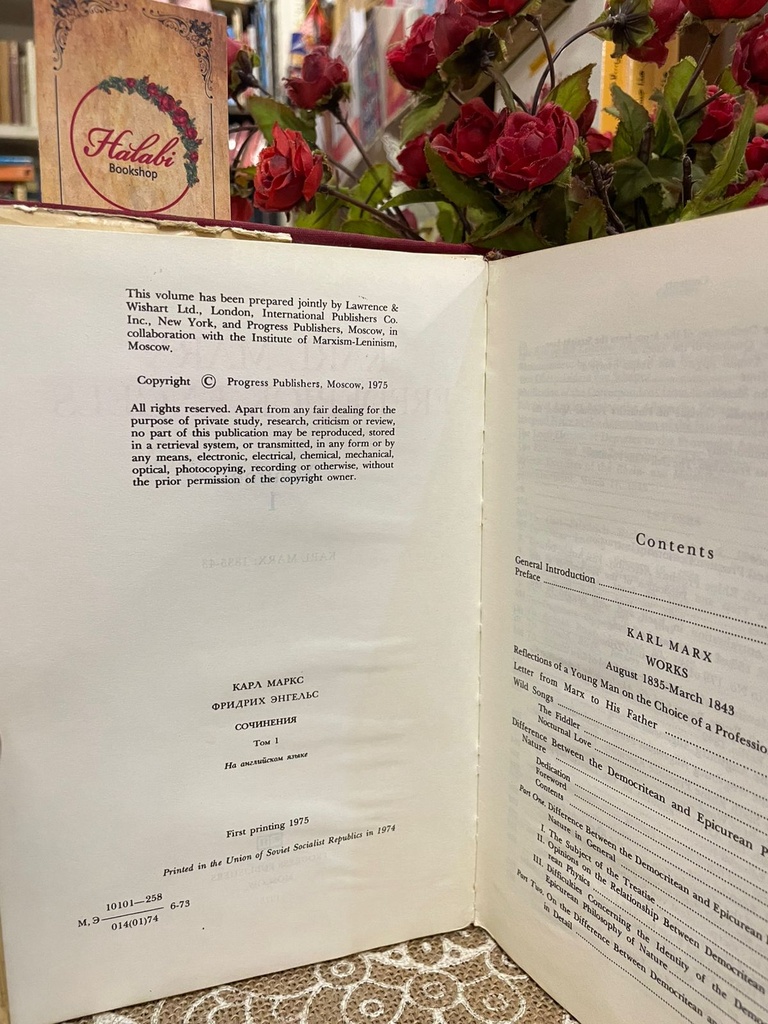 Halabi
Bookshop
This volume has been prepared jointly by Lawrence &
Wishart Ltd., London, International Publishers Co.
Inc., New York, and Progress Publishers, Moscow, in
collaboration with the Institute of Marxism-Leninism,
Moscow.
Copyright © Progress Publishers, Moscow, 1975
All rights reserved. Apart from any fair dealing for the
purpose of private study, research, criticism or review,
no part of this publication may be reproduced, stored
in a retrieval system, or transmitted, in any form or by
any means, electronic, electrical, chemical, mechanical,
optical, photocopying, recording or otherwise, without
the prior permission of the copyright owner.
КАРЛ МАРКС
ФРИДРИХ ЭНГЕЛЬС
СОЧИНЕНИЯ
Том 1
На английском языке
First printing 1975
Printed in the Union of Soviet Socialist Republics in 1974
М, Э 10101—258
014(01)74 6-73
Contents
General Introduction
Preface
KARL MARX
WORKS
August 1835-March 1843
Reflections of a Young Man on the Choice of a
Letter from Marx to His Father
Wild Songs
The Fiddler
Nocturnal Love
Difference Between the Democritean and Epicurean
Nature
Dedication
Foreword
Contents
Part One. Difference Between the Democritean and Epicurean
Nature in General
I. The Subject of the Treatise
II. Opinions on the Relationship Between Democritean
rean Physics
III. Difficulties Concerning the Identity of the
Epicurean Philosophy of Nature
Part Two. On the Difference Between Democritean
in Detail